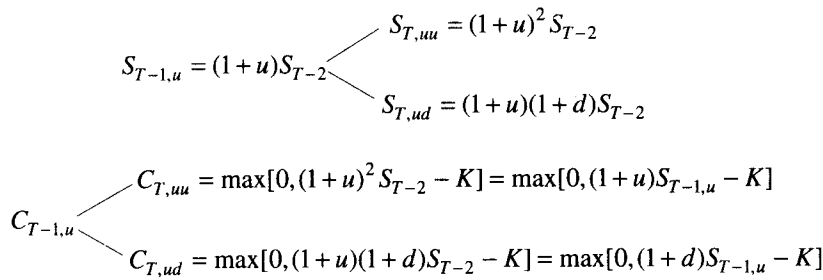 S_{T,uu} = (1+u)^2 S_{T-2}
S_{T-1,u} = (1+u)S_{T-2}
S_{T,ud} = (1+u)(1+d)S_{T-2}
C_{T,uu} = max[0,(1+u)^2 S_{T-2} − K] = max[0,(1+u)S_{T-1,u} − K]
C_{T-1,u}
C_{T,ud} = max[0,(1+u)(1+d)S_{T-2} − K] = max[0,(1+d)S_{T-1,u} − K]